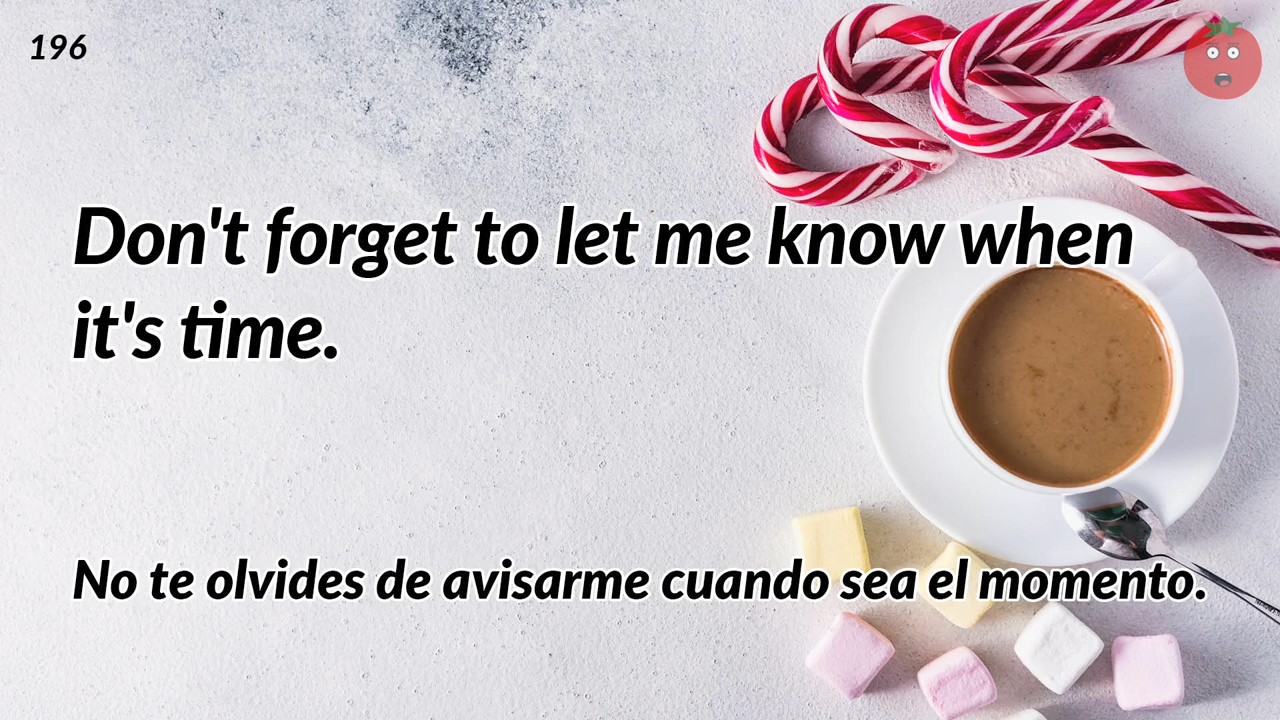 196
Don't forget to let me know when
it's time.
No te olvides de avisarme cuando sea el momento.